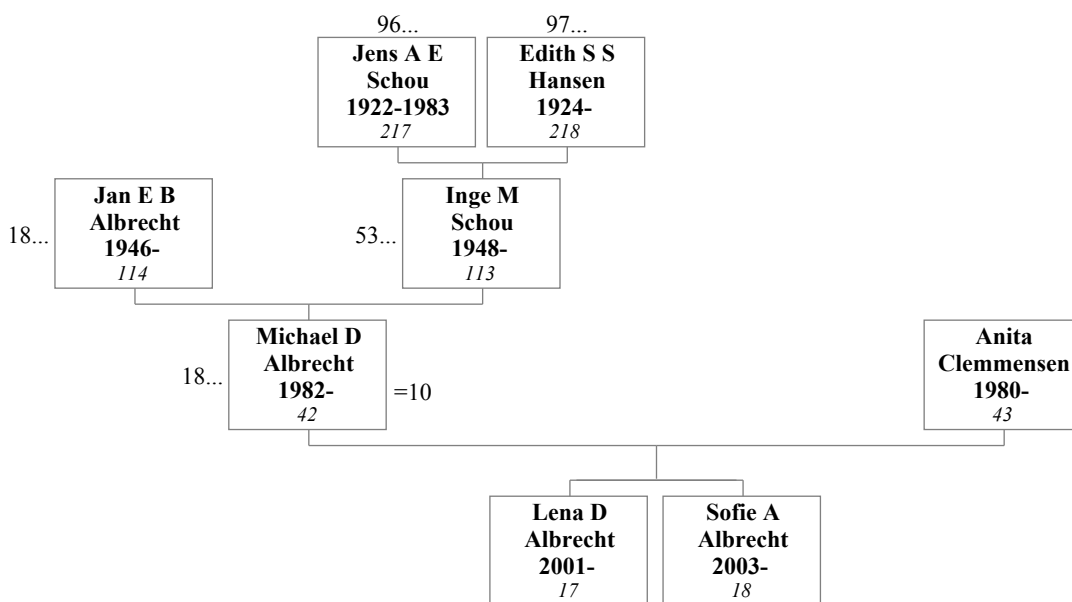 96...
97...
Jens A E
Schou
1922-1983
217
Edith S S
Hansen
1924-
218
18...
Jan E B
Albrecht
1946-
114
53...
Inge M
Schou
1948-
113
18...
Michael D
Albrecht
1982-
42
=10
Anita
Clemmensen
1980-
43
Lena D
Albrecht
2001-
17
Sofie A
Albrecht
2003-
18